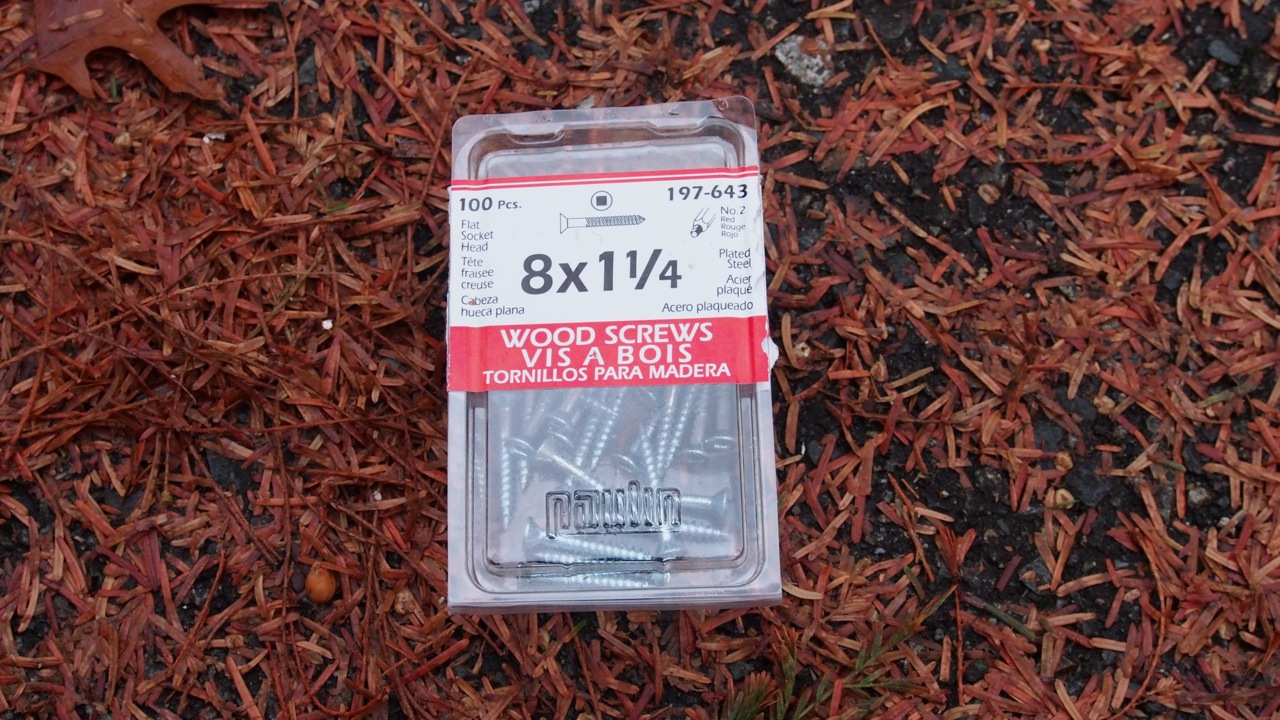 100 Pcs.
197-643
Flat
Socket
Head
Tête
fraisee
creuse
Cabeza
hueca plana
No.2
Red
Rouge
Rojo
8x1¼
Plated
Steel
Acier
plaqué
Acero plaqueado
WOOD SCREWS
VIS A BOIS
TORNILLOS PARA MADERA
paulin